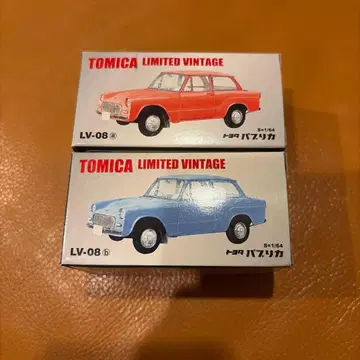 TOMICA LIMITED VINTAGE
S=1/64
LV-08 ⓐ トヨタ パブリカ
TOMICA LIMITED VINTAGE
S=1/64
LV-08 ⓑ トヨタ パブリカ